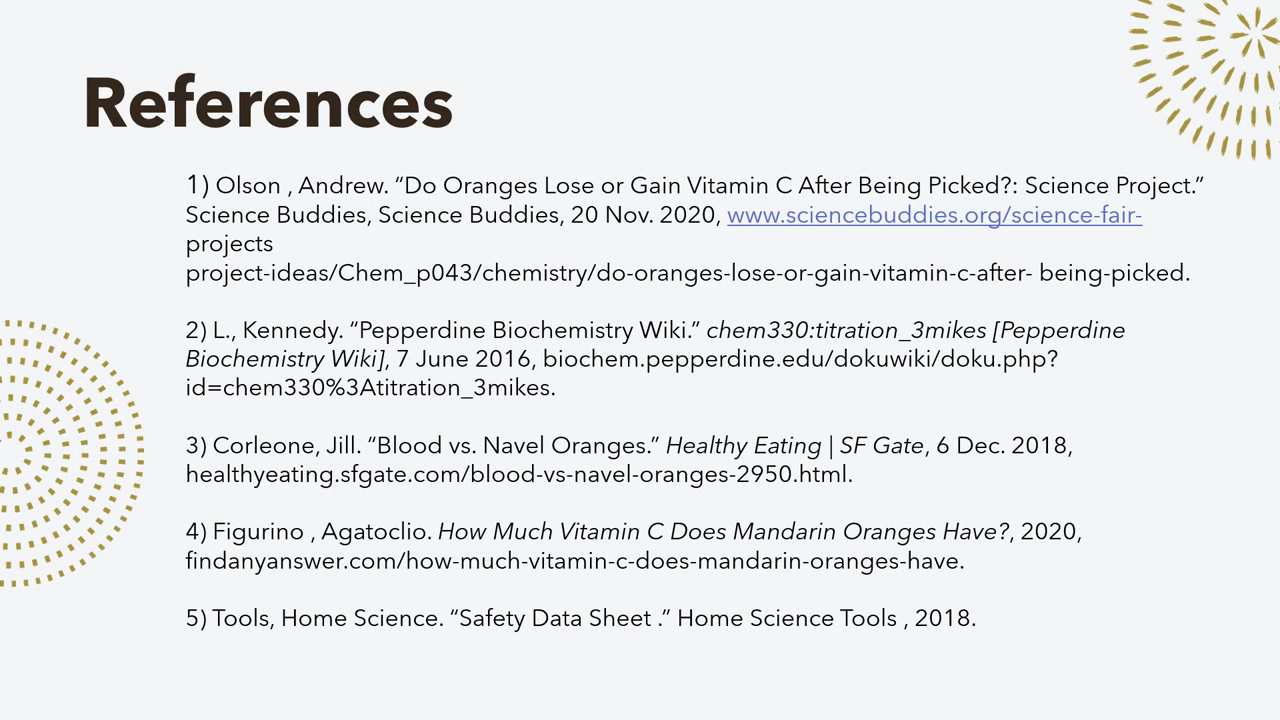 References
1) Olson , Andrew. “Do Oranges Lose or Gain Vitamin C After Being Picked?: Science Project.”
Science Buddies, Science Buddies, 20 Nov. 2020, www.sciencebuddies.org/science-fair-
projects
project-ideas/Chem_p043/chemistry/do-oranges-lose-or-gain-vitamin-c-after- being-picked.
2) L., Kennedy. “Pepperdine Biochemistry Wiki.” chem330:titration_3mikes [Pepperdine
Biochemistry Wiki], 7 June 2016, biochem.pepperdine.edu/dokuwiki/doku.php?
id=chem330%3Atitration_3mikes.
3) Corleone, Jill. “Blood vs. Navel Oranges.” Healthy Eating | SF Gate, 6 Dec. 2018,
healthyeating.sfgate.com/blood-vs-navel-oranges-2950.html.
4) Figurino , Agatoclio. How Much Vitamin C Does Mandarin Oranges Have?, 2020,
findanyanswer.com/how-much-vitamin-c-does-mandarin-oranges-have.
5) Tools, Home Science. “Safety Data Sheet .” Home Science Tools , 2018.